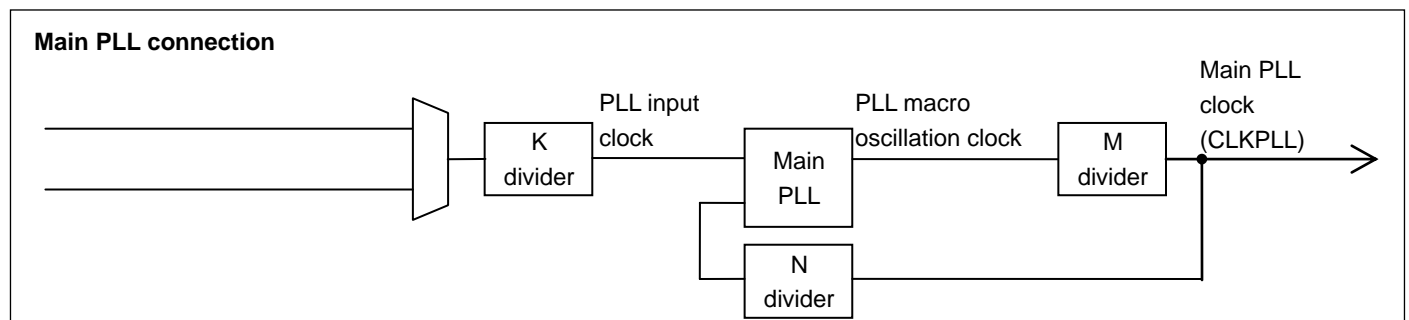 Main PLL connection
K
divider
PLL input
clock
Main
PLL
PLL macro
oscillation clock
M
divider
Main PLL
clock
(CLKPLL)
N
divider